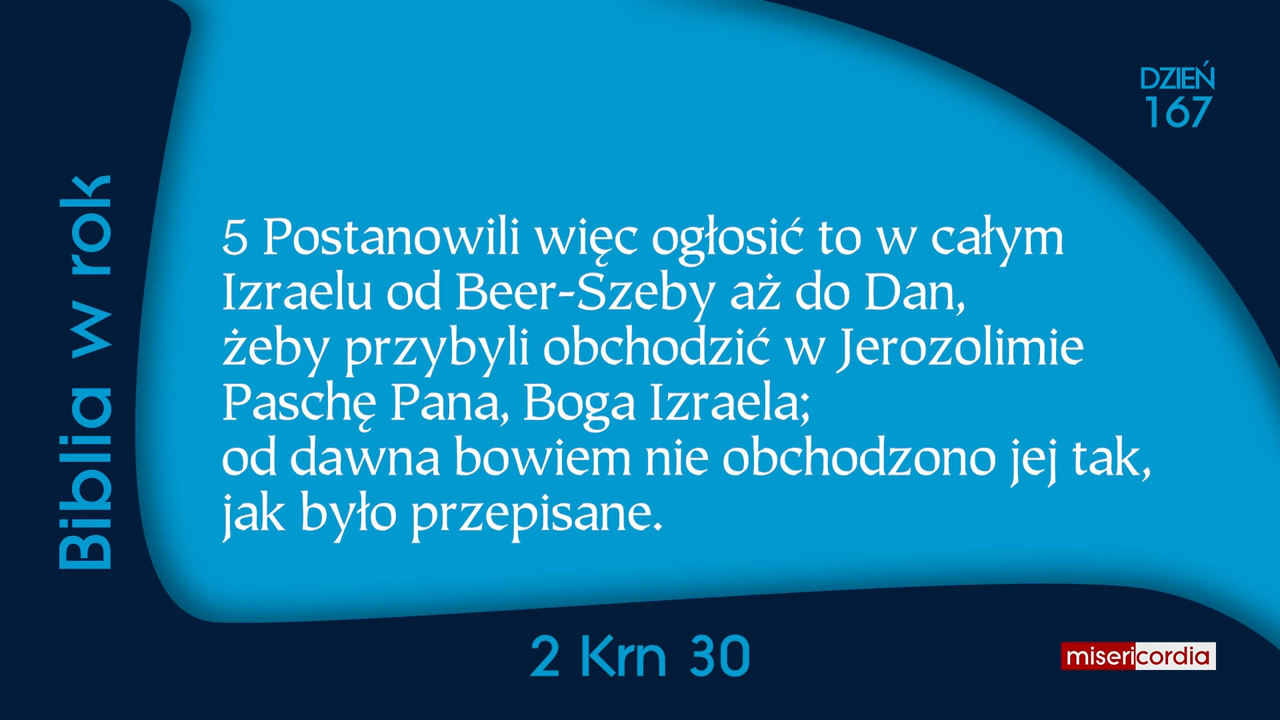 DZIEŃ
167
Biblia w rok
5 Postanowili więc ogłosić to w całym
Izraelu od Beer-Szeby aż do Dan,
żeby przybyli obchodzić w Jerozolimie
Paschę Pana, Boga Izraela;
od dawna bowiem nie obchodzono jej tak,
jak było przepisane.
2 Krn 30
misericordia